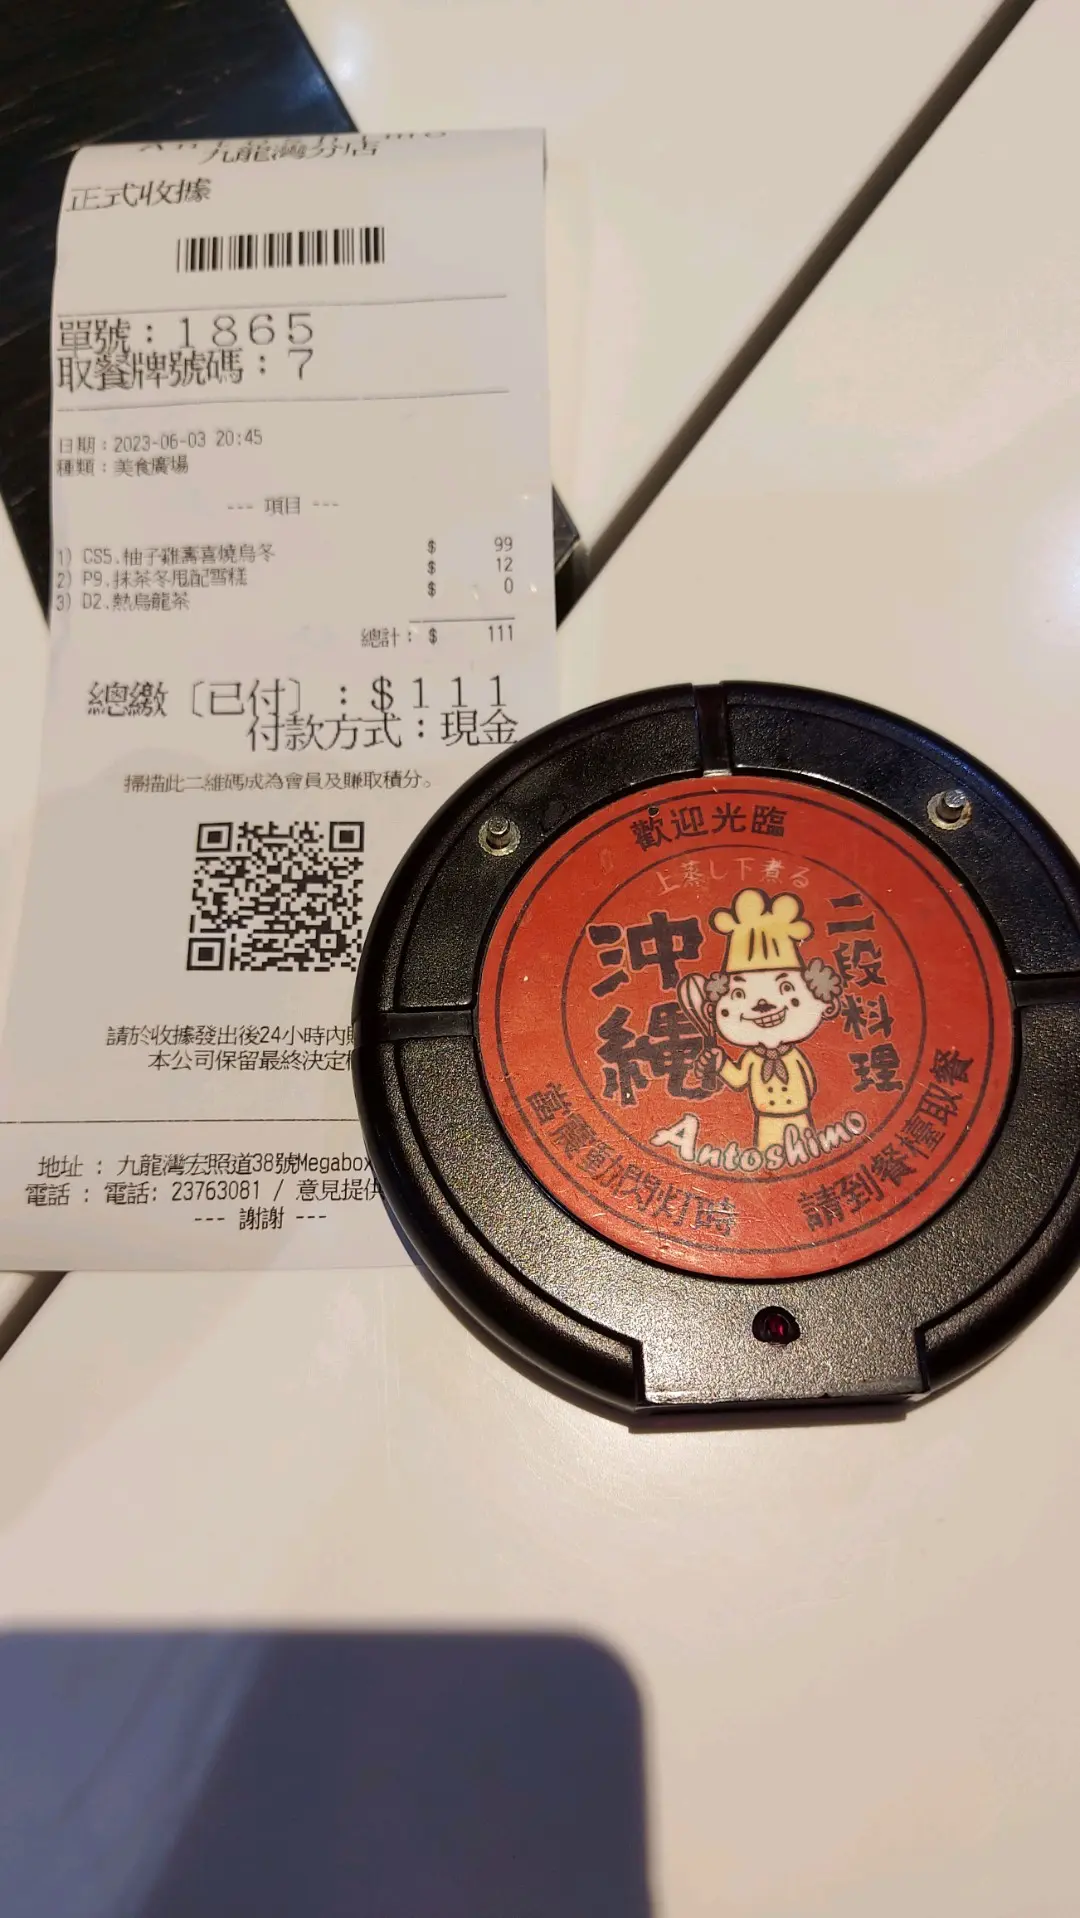 九龍灣分店
正式收據
單號：1865
取餐牌號碼：7
日期：2023-06-03 20:45
種類：美食廣場
--- 項目 ---
1) CS5.柚子雞壽喜燒烏冬 $ 99
2) P9.抹茶冬甩配雪糕 $ 12
3) D2.熱烏龍茶 $ 0
總計： $ 111
總繳〔已付〕：$111
付款方式：現金
掃描此二維碼成為會員及賺取積分。
請於收據發出後24小時內
本公司保留最終決定
地址 : 九龍灣宏照道38號Megabox
電話 : 電話: 23763081 / 意見提供
--- 謝謝 ---
歡迎光臨
上蒸し下煮る
沖繩
二段料理
Antoshimo
當震動閃灯時
請到餐檯取餐